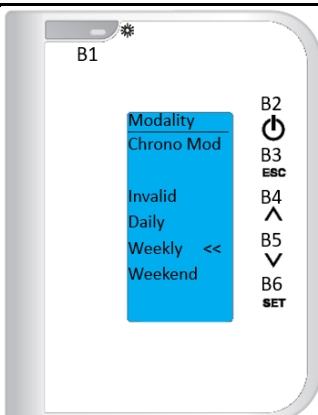 B1
Modality
Chrono Mod
Invalid
Daily
Weekly <<
Weekend
B2
B3
ESC
B4
B5
B6
SET